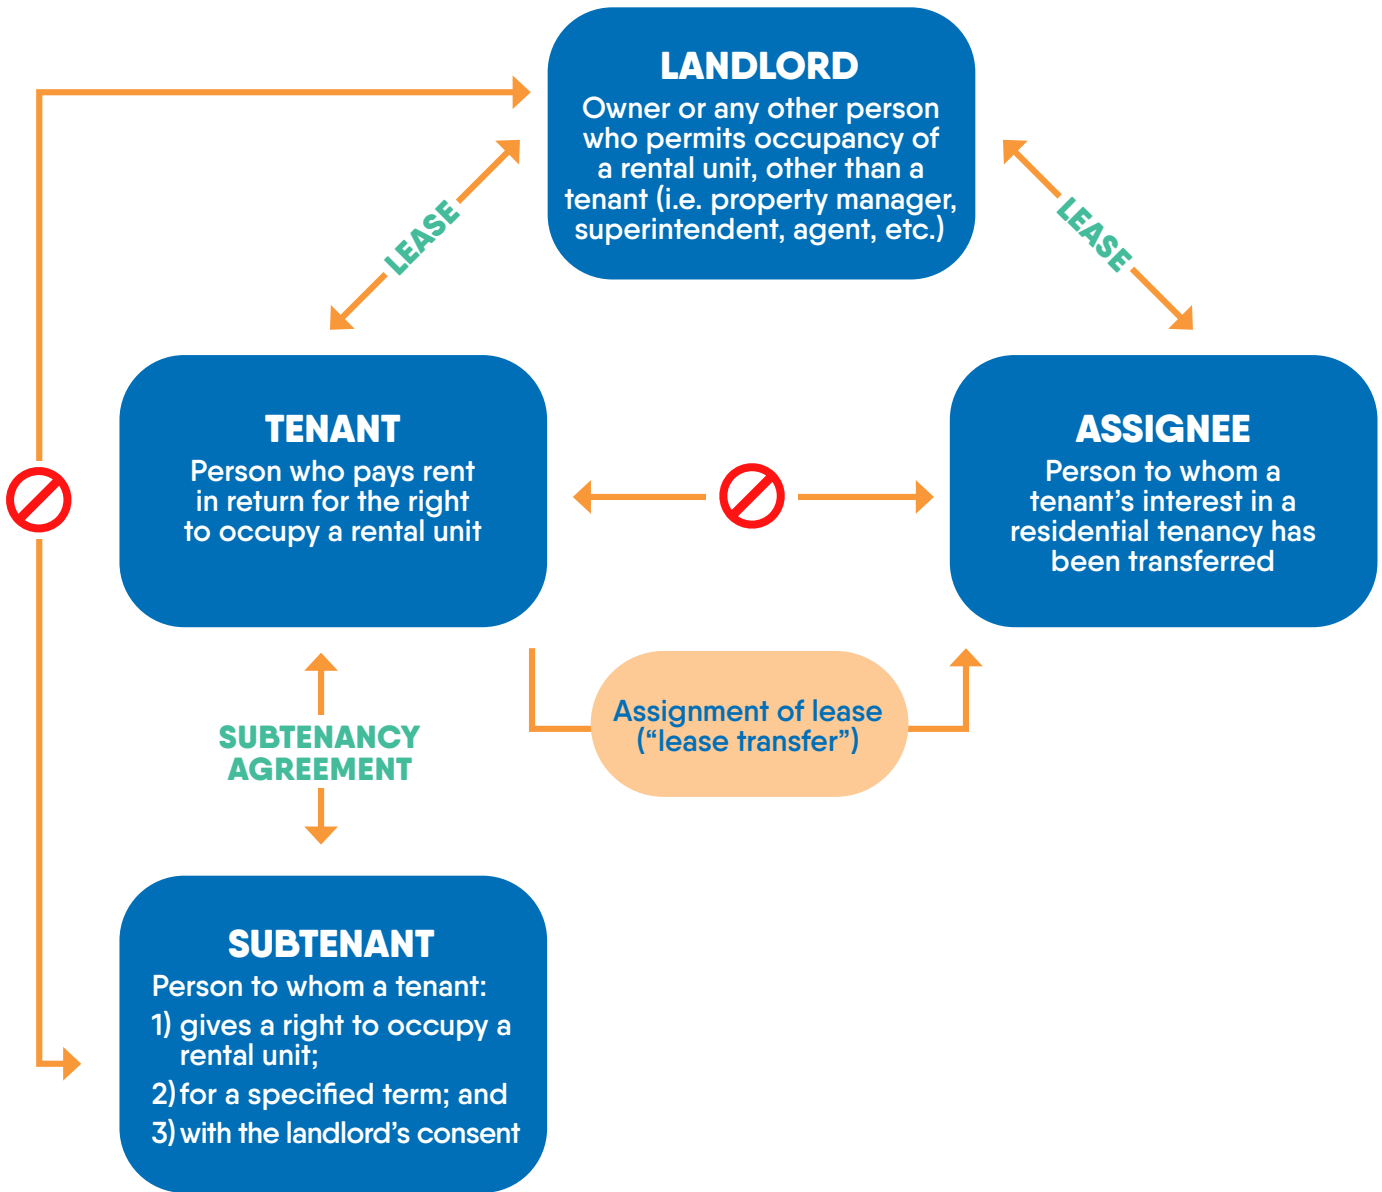 LANDLORD
Owner or any other person
who permits occupancy of
a rental unit, other than a
tenant (i.e. property manager,
superintendent, agent, etc.)
LEASE
LEASE
TENANT
Person who pays rent
in return for the right
to occupy a rental unit
ASSIGNEE
Person to whom a
tenant’s interest in a
residential tenancy has
been transferred
Assignment of lease
(“lease transfer”)
SUBTENANCY
AGREEMENT
SUBTENANT
Person to whom a tenant:
1) gives a right to occupy a
rental unit;
2) for a specified term; and
3) with the landlord’s consent